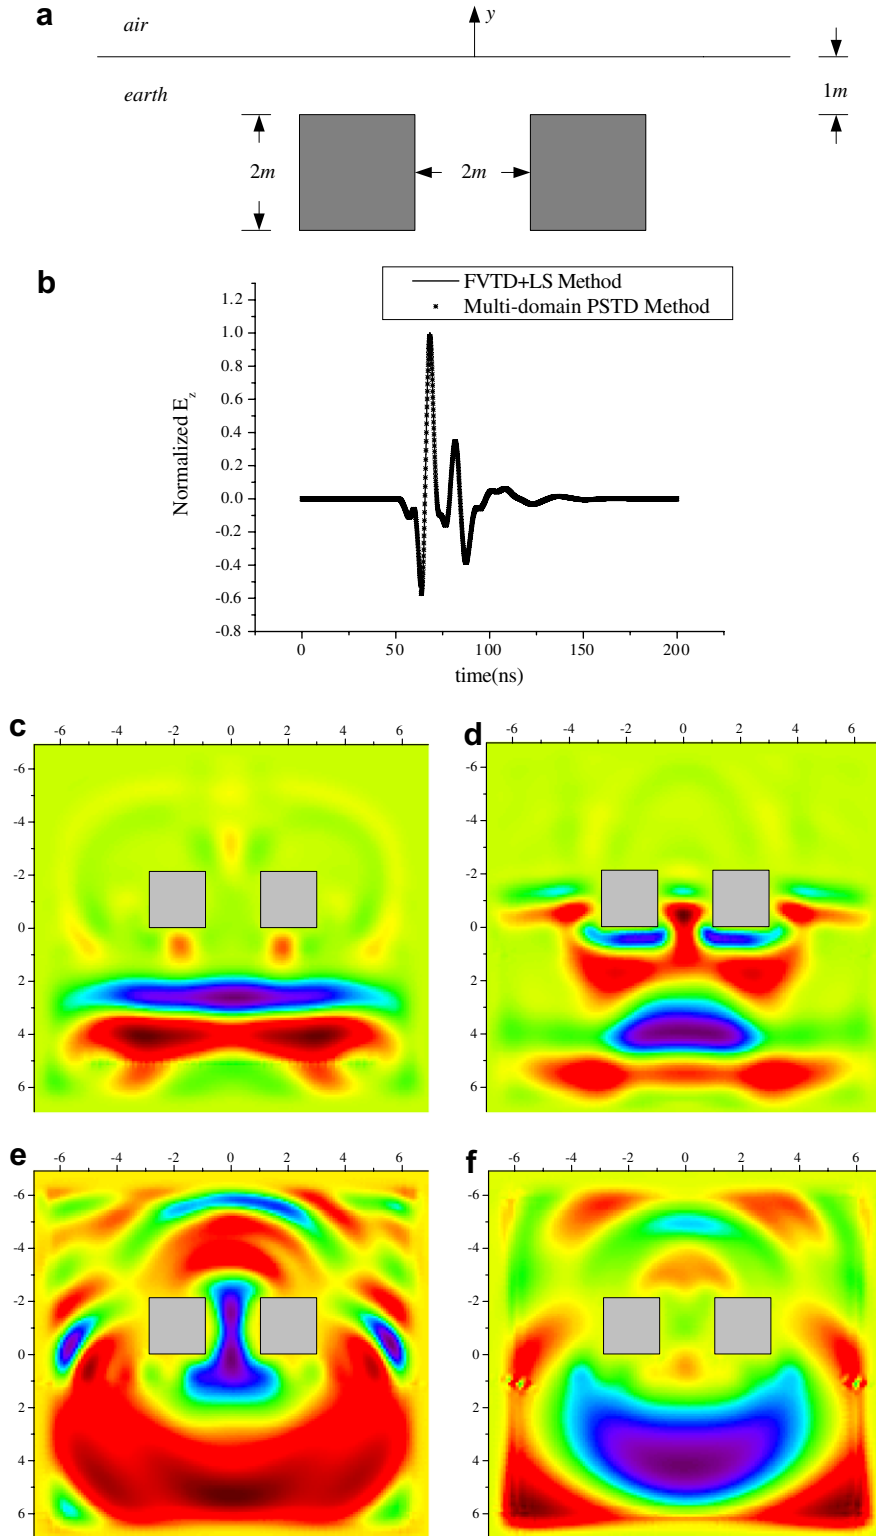 a
air
y
earth
1m
2m
2m
b
FVTD+LS Method
Multi-domain PSTD Method
1.2
1.0
0.8
0.6
0.4
0.2
0.0
-0.2
-0.4
-0.6
-0.8
Normalized E_z
0 50 100 150 200
time(ns)
c
-6 -4 -2 0 2 4 6
-6
-4
-2
0
2
4
6
d
-6 -4 -2 0 2 4 6
-6
-4
-2
0
2
4
6
e
-6 -4 -2 0 2 4 6
-6
-4
-2
0
2
4
6
f
-6 -4 -2 0 2 4 6
-6
-4
-2
0
2
4
6